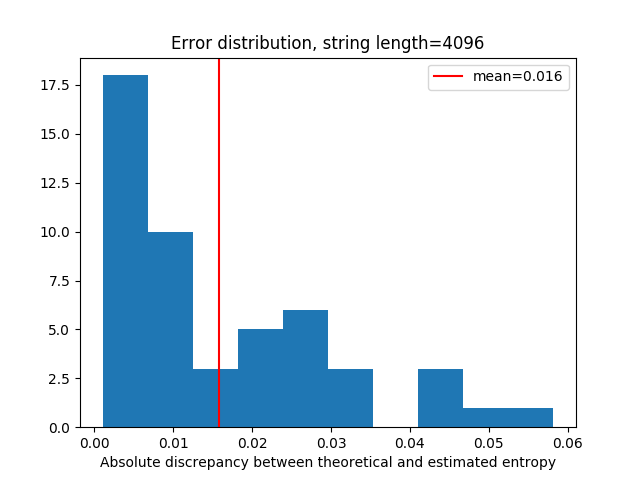 Error distribution, string length=4096
mean=0.016
17.5
15.0
12.5
10.0
7.5
5.0
2.5
0.0
0.00 0.01 0.02 0.03 0.04 0.05 0.06
Absolute discrepancy between theoretical and estimated entropy